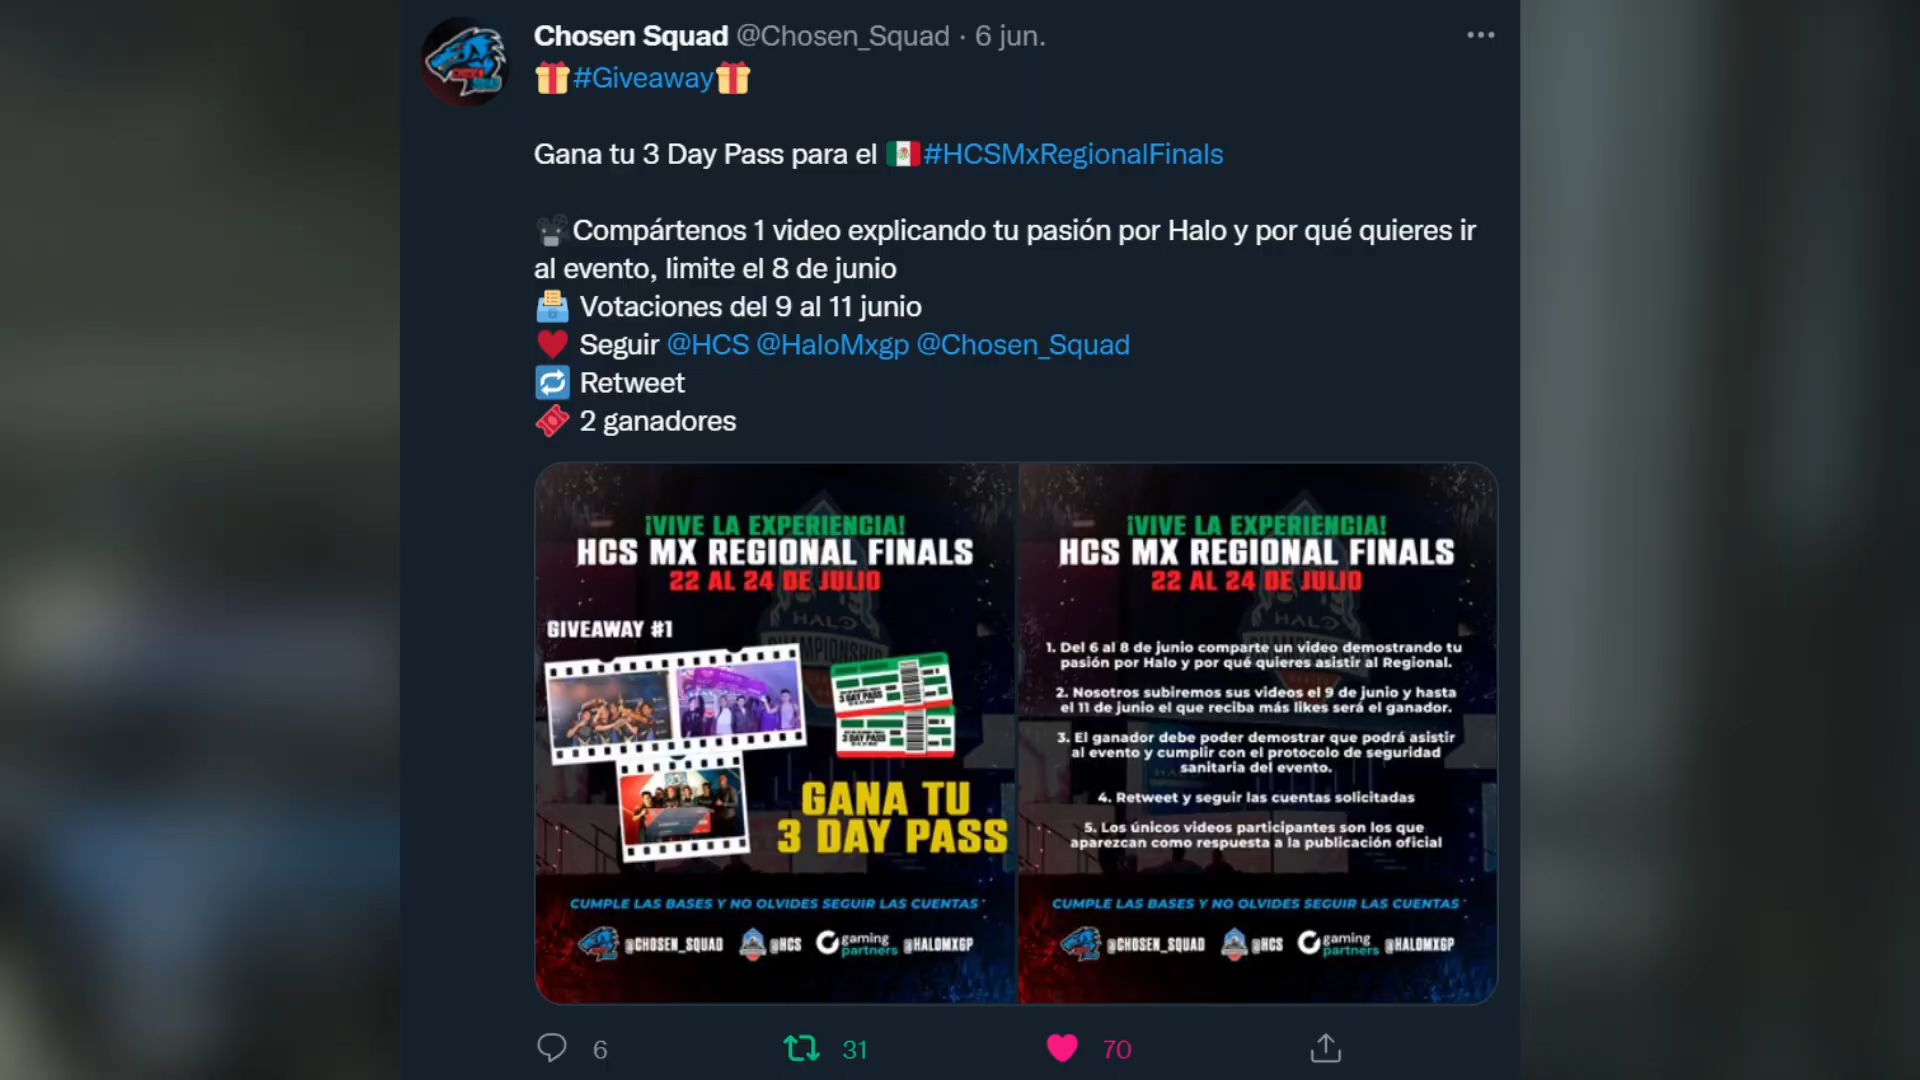 Chosen Squad @Chosen_Squad · 6 jun.
#Giveaway
Gana tu 3 Day Pass para el #HCSMxRegionalFinals
Compártenos 1 video explicando tu pasión por Halo y por qué quieres ir
al evento, limite el 8 de junio
Votaciones del 9 al 11 junio
Seguir @HCS @HaloMxgp @Chosen_Squad
Retweet
2 ganadores
¡VIVE LA EXPERIENCIA!
HCS MX REGIONAL FINALS
22 AL 24 DE JULIO
HALO
GIVEAWAY #1
3 DAY PASS
3 DAY PASS
GANA TU
3 DAY PASS
CUMPLE LAS BASES Y NO OLVIDES SEGUIR LAS CUENTAS
@CHOSEN_SQUAD @HCS gaming partners @HALOMXGP
¡VIVE LA EXPERIENCIA!
HCS MX REGIONAL FINALS
22 AL 24 DE JULIO
HALO
1. Del 6 al 8 de junio comparte un video demostrando tu
pasión por Halo y por qué quieres asistir al Regional.
2. Nosotros subiremos sus videos el 9 de junio y hasta
el 11 de junio el que reciba más likes será el ganador.
3. El ganador debe poder demostrar que podrá asistir
al evento y cumplir con el protocolo de seguridad
sanitaria del evento.
4. Retweet y seguir las cuentas solicitadas
5. Los únicos videos participantes son los que
aparezcan como respuesta a la publicación oficial
CUMPLE LAS BASES Y NO OLVIDES SEGUIR LAS CUENTAS
@CHOSEN_SQUAD @HCS gaming partners @HALOMXGP
6 31 70